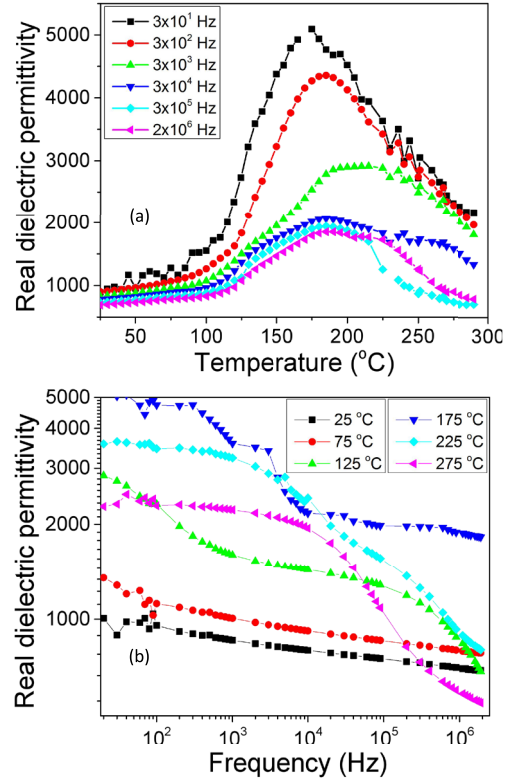 Real dielectric permittivity
5000
4000
3000
2000
1000
3x10¹ Hz
3x10² Hz
3x10³ Hz
3x10⁴ Hz
3x10⁵ Hz
2x10⁶ Hz
(a)
50 100 150 200 250 300
Temperature (°C)
Real dielectric permittivity
5000
4000
3000
2000
1000
25 °C
75 °C
125 °C
175 °C
225 °C
275 °C
(b)
10² 10³ 10⁴ 10⁵ 10⁶
Frequency (Hz)